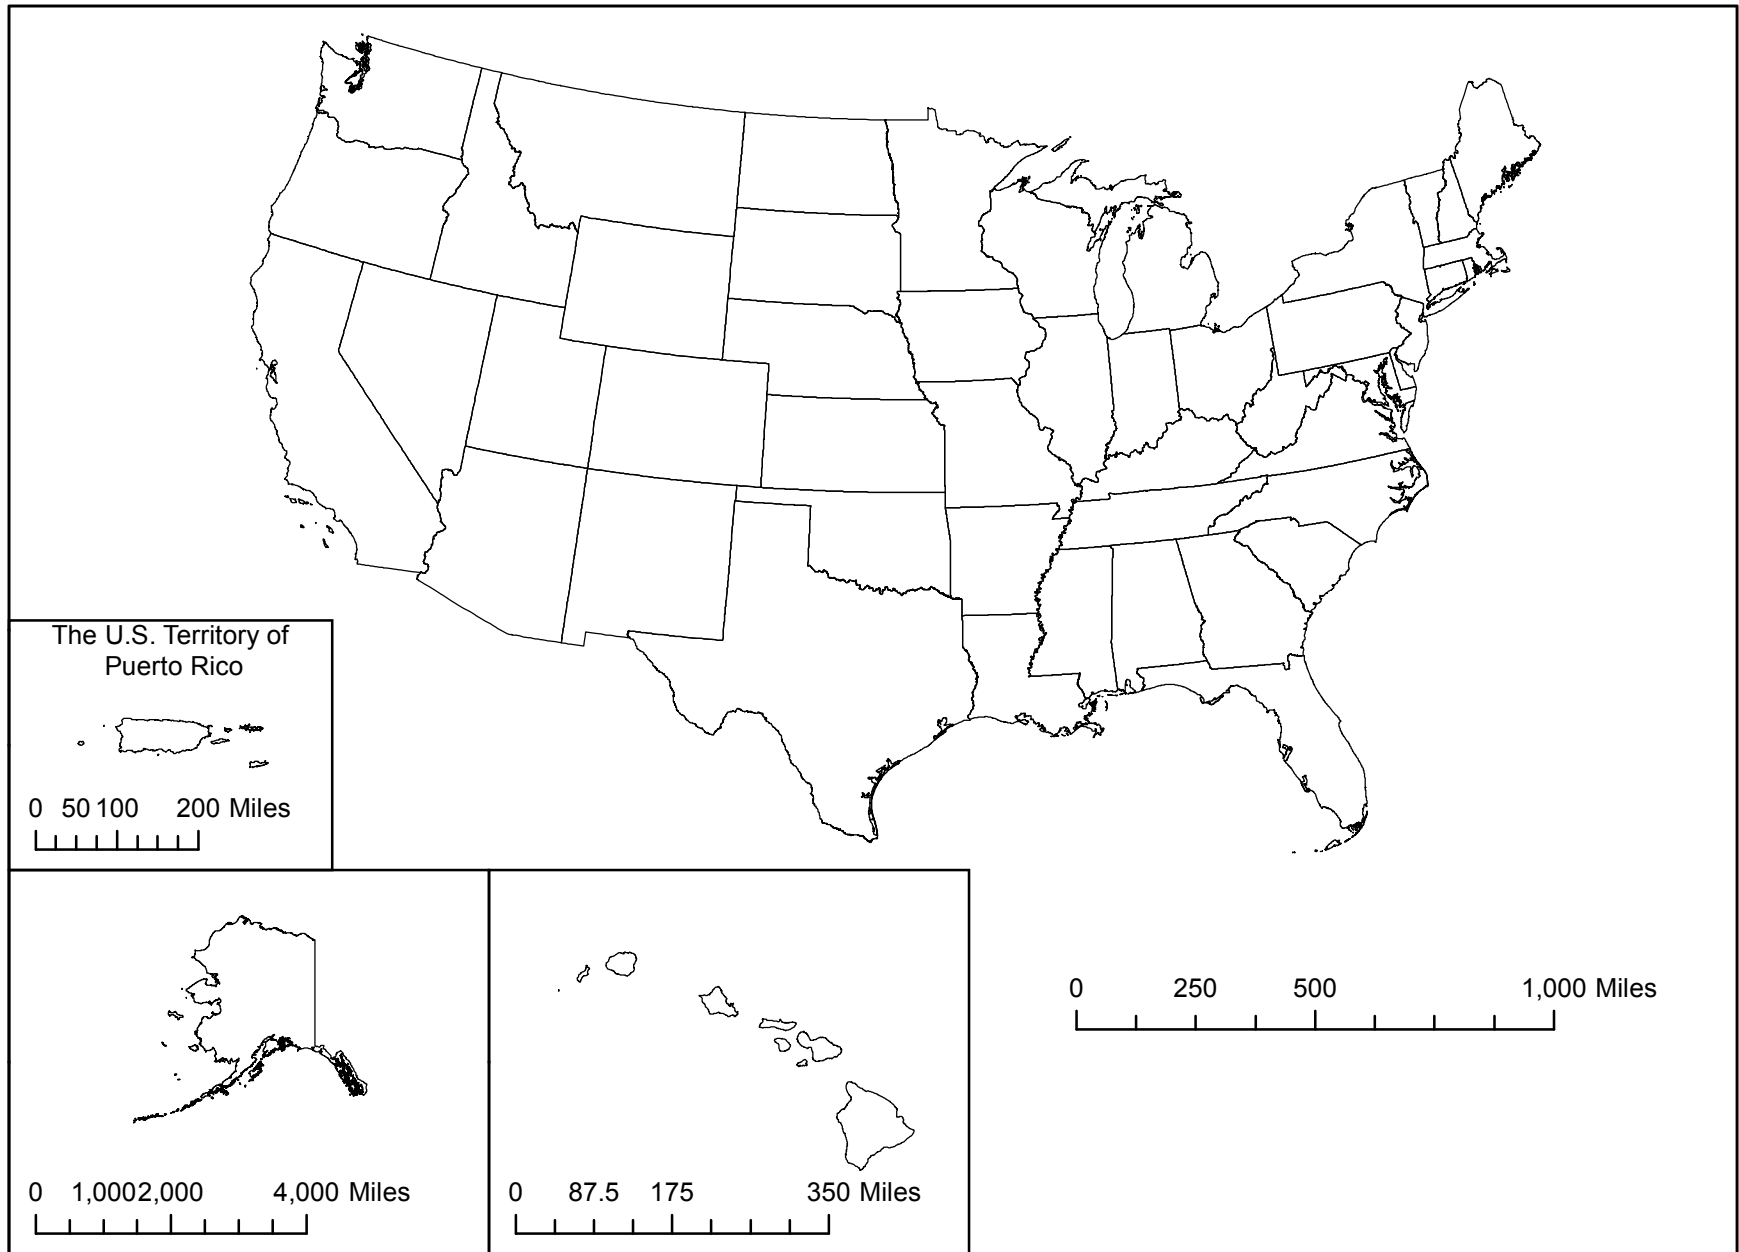 The U.S. Territory of
Puerto Rico
0 50 100 200 Miles
0 1,000 2,000 4,000 Miles
0 87.5 175 350 Miles
0 250 500 1,000 Miles